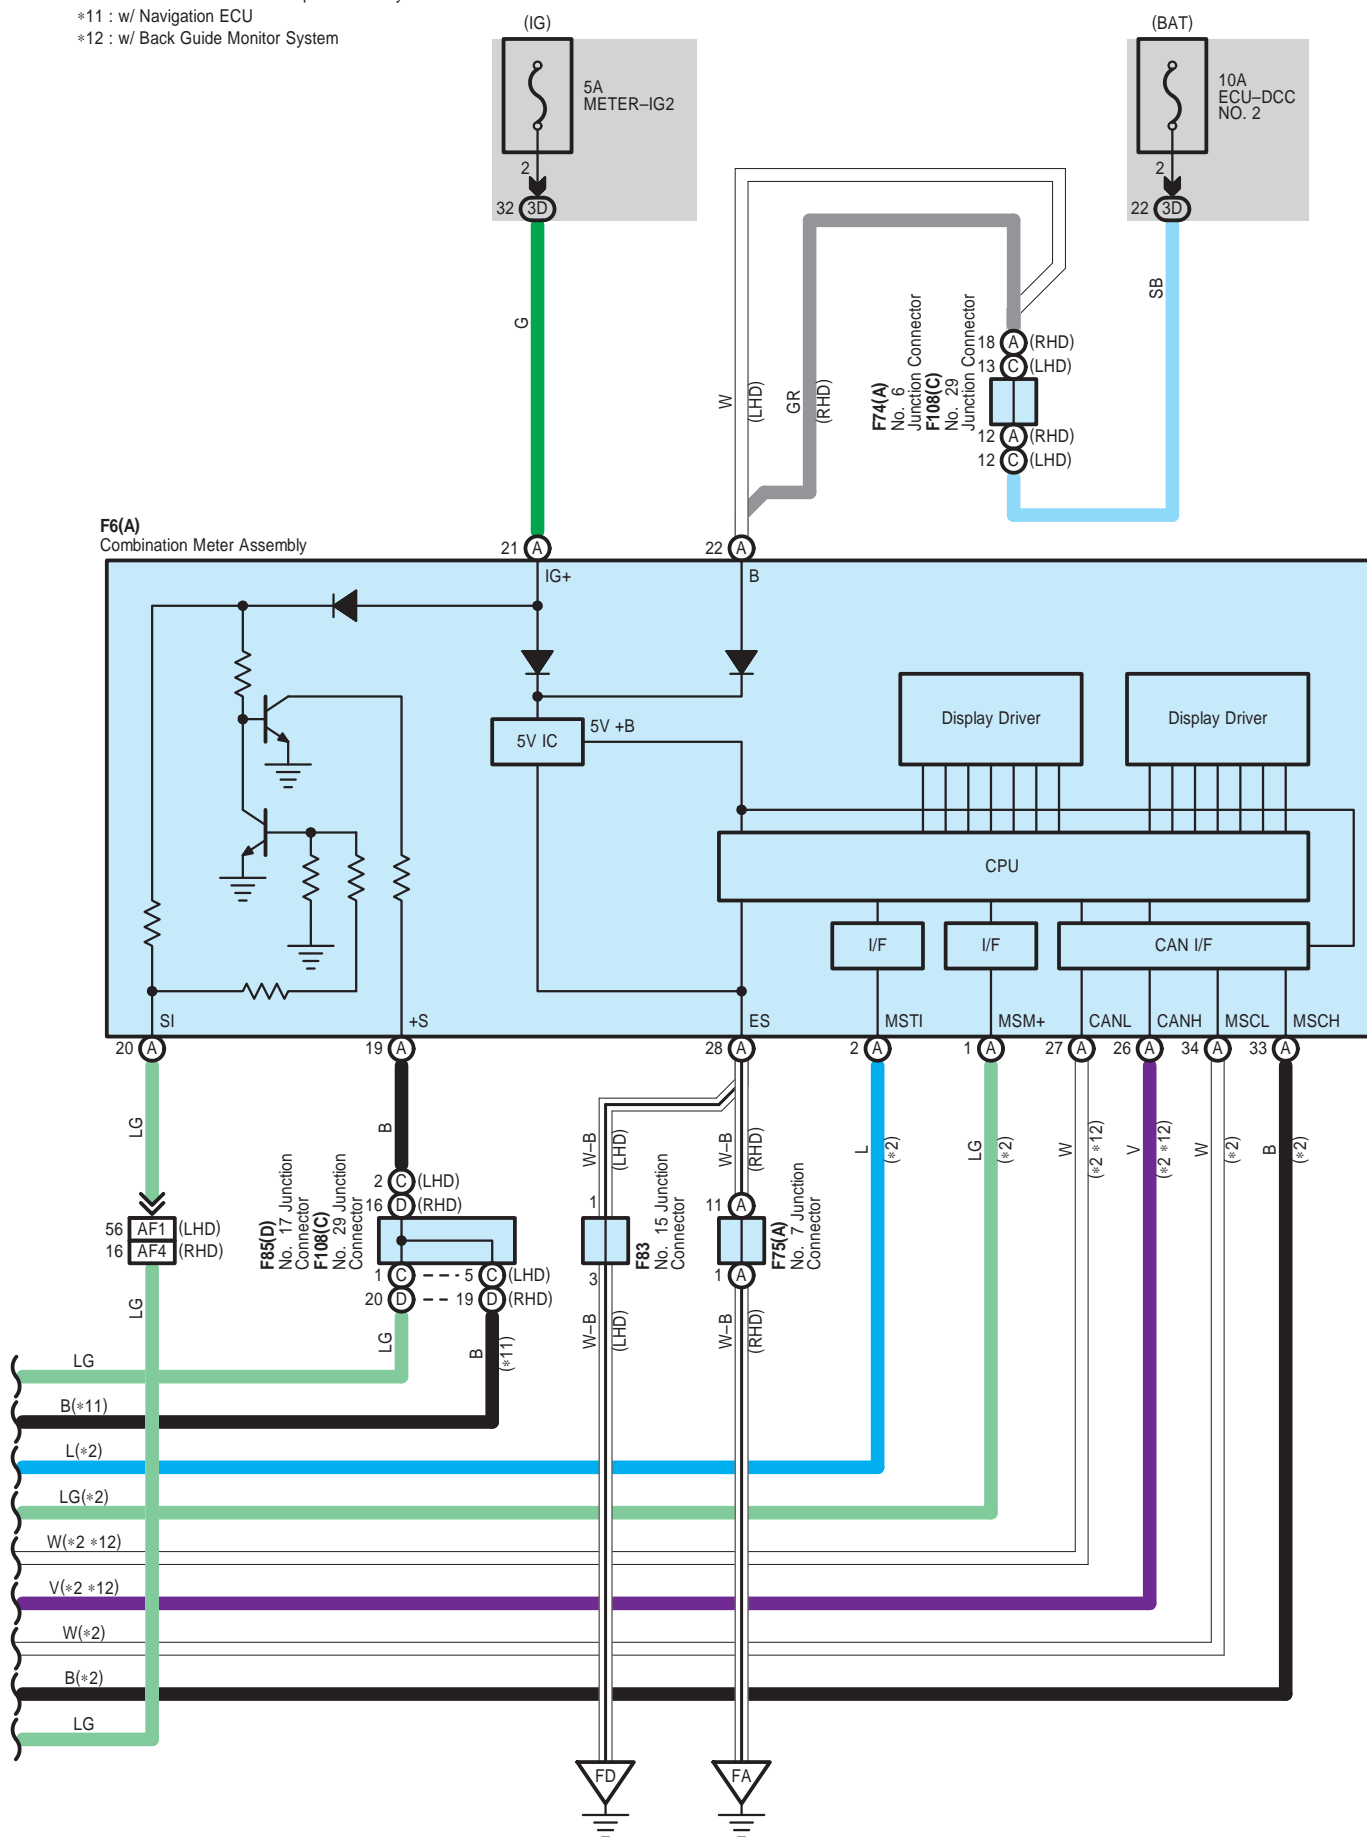 *11 : w/ Navigation ECU
*12 : w/ Back Guide Monitor System
(IG)
(BAT)
5A
METER–IG2
10A
ECU–DCC
NO. 2
2
2
32 3D
22 3D
G
SB
W
(LHD)
GR
(RHD)
F74(A)
No. 6
Junction Connector
F108(C)
No. 29
Junction Connector
18 A (RHD)
13 C (LHD)
12 A (RHD)
12 C (LHD)
F6(A)
Combination Meter Assembly
21 A
22 A
IG+
B
5V IC
5V +B
Display Driver
Display Driver
CPU
I/F
I/F
CAN I/F
SI
+S
ES
MSTI
MSM+
CANL
CANH
MSCL
MSCH
20 A
19 A
28 A
2 A
1 A
27 A
26 A
34 A
33 A
LG
B
W–B
(LHD)
W–B
(RHD)
L
(*2)
LG
(*2)
W
(*2 *12)
V
(*2 *12)
W
(*2)
B
(*2)
56 AF1 (LHD)
16 AF4 (RHD)
F85(D)
No. 17 Junction
Connector
F108(C)
No. 29 Junction
Connector
2 C (LHD)
16 D (RHD)
1 C 5 C (LHD)
20 D 19 D (RHD)
1
3
F83
No. 15 Junction
Connector
11 A
1 A
F75(A)
No. 7 Junction
Connector
LG
LG
B
(*11)
W–B
(LHD)
W–B
(RHD)
LG
B(*11)
L(*2)
LG(*2)
W(*2 *12)
V(*2 *12)
W(*2)
B(*2)
LG
FD
FA